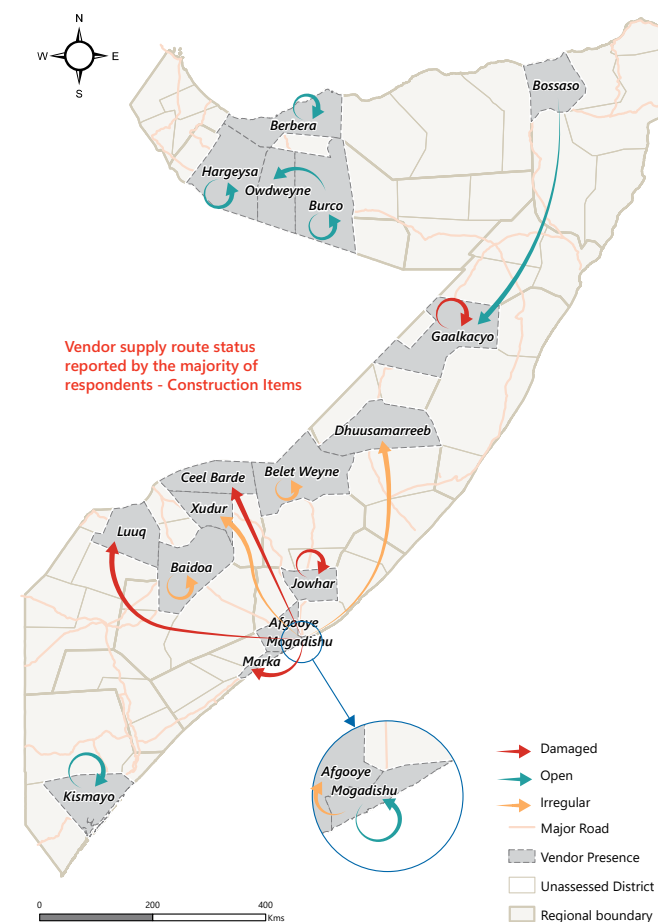 N
W
E
S
Bossaso
Berbera
Hargeysa
Owdweyne
Burco
Gaalkacyo
Vendor supply route status
reported by the majority of
respondents - Construction Items
Dhuusamarreeb
Belet Weyne
Ceel Barde
Xudur
Luuq
Baidoa
Jowhar
Afgooye
Mogadishu
Marka
Kismayo
Afgooye
Mogadishu
Damaged
Open
Irregular
Major Road
Vendor Presence
Unassessed District
Regional boundary
0
200
400
Kms